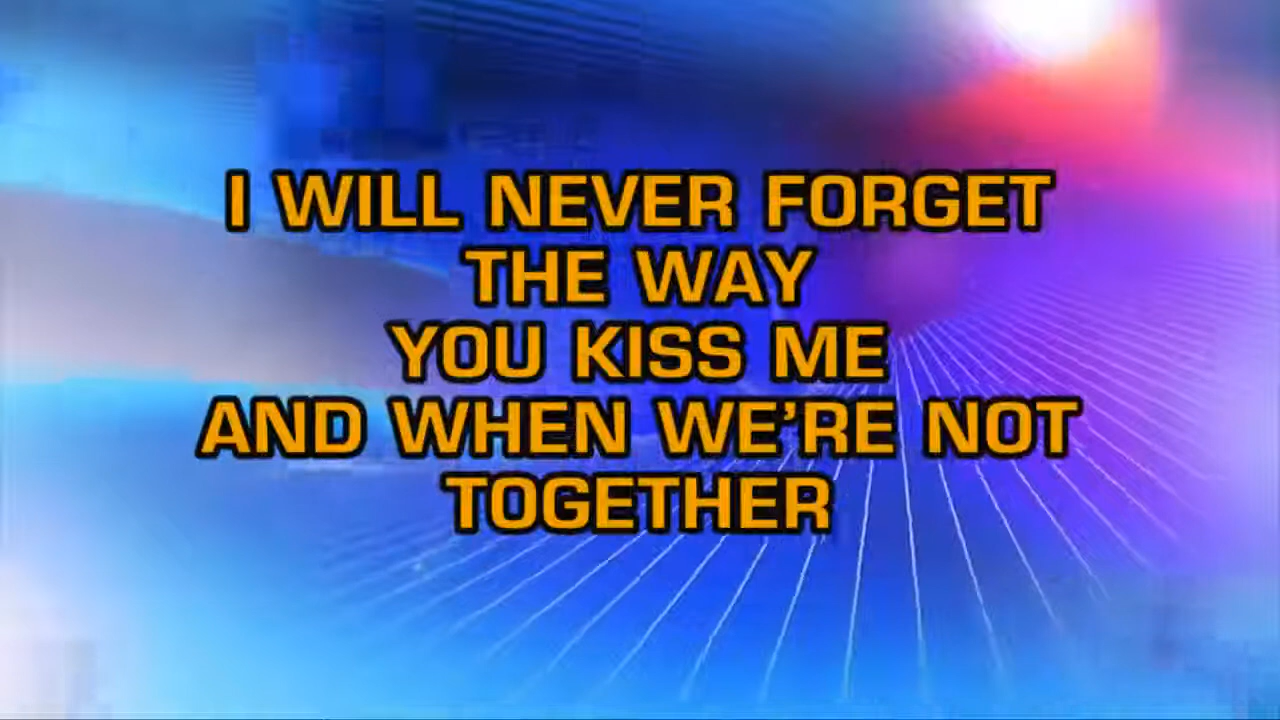 I WILL NEVER FORGET
THE WAY
YOU KISS ME
AND WHEN WE’RE NOT
TOGETHER